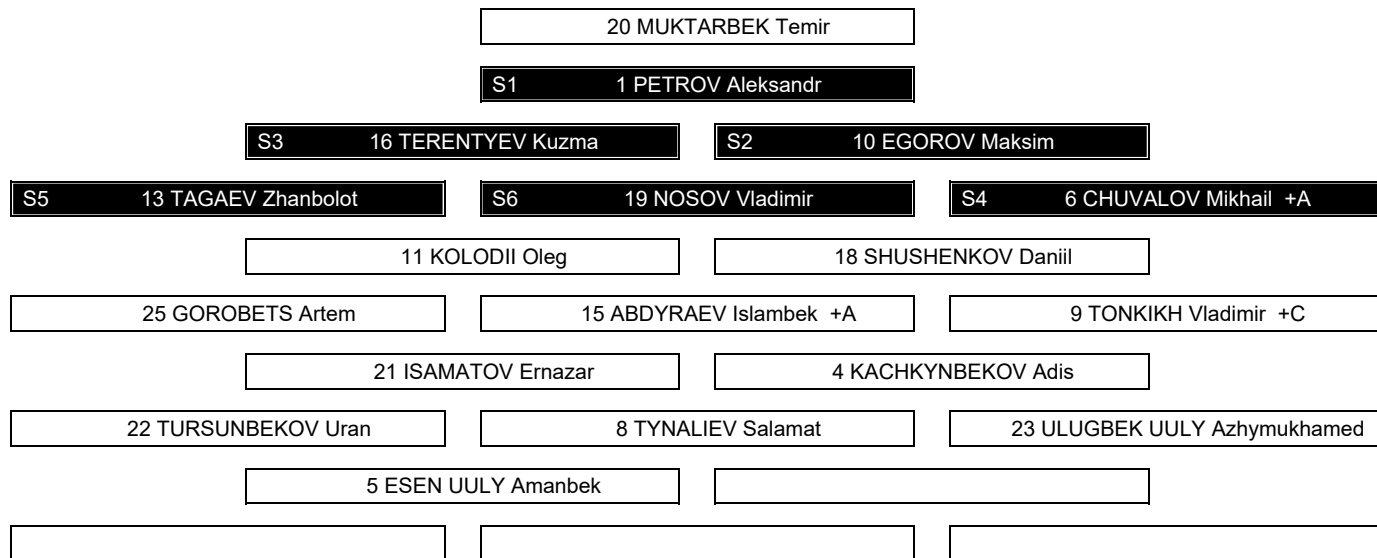 20 MUKTARBEK Temir
S1 1 PETROV Aleksandr
S3 16 TERENTYEV Kuzma
S2 10 EGOROV Maksim
S5 13 TAGAEV Zhanbolot
S6 19 NOSOV Vladimir
S4 6 CHUVALOV Mikhail +A
11 KOLODII Oleg
18 SHUSHENKOV Daniil
25 GOROBETS Artem
15 ABDYRAEV Islambek +A
9 TONKIKH Vladimir +C
21 ISAMATOV Ernazar
4 KACHKYNBEKOV Adis
22 TURSUNBEKOV Uran
8 TYNALIEV Salamat
23 ULUGBEK UULY Azhymukhamed
5 ESEN UULY Amanbek